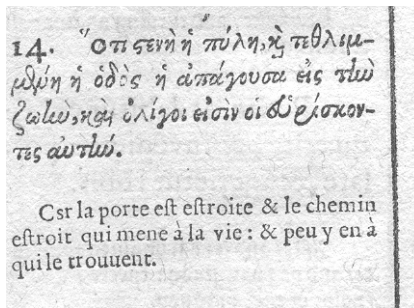 14. Ὅτι στενὴ ἡ πύλη, καὶ τεθλιμ-
μένη ἡ ὁδὸς ἡ ἀπάγουσα εἰς τὴν
ζωὴν, καὶ ὀλίγοι εἰσὶν οἱ εὑρίσκον-
τες αὐτήν.
Csr la porte eſt eſtroite & le chemin
eſtroit qui mene à la vie : & peu y en à
qui le trouuent.